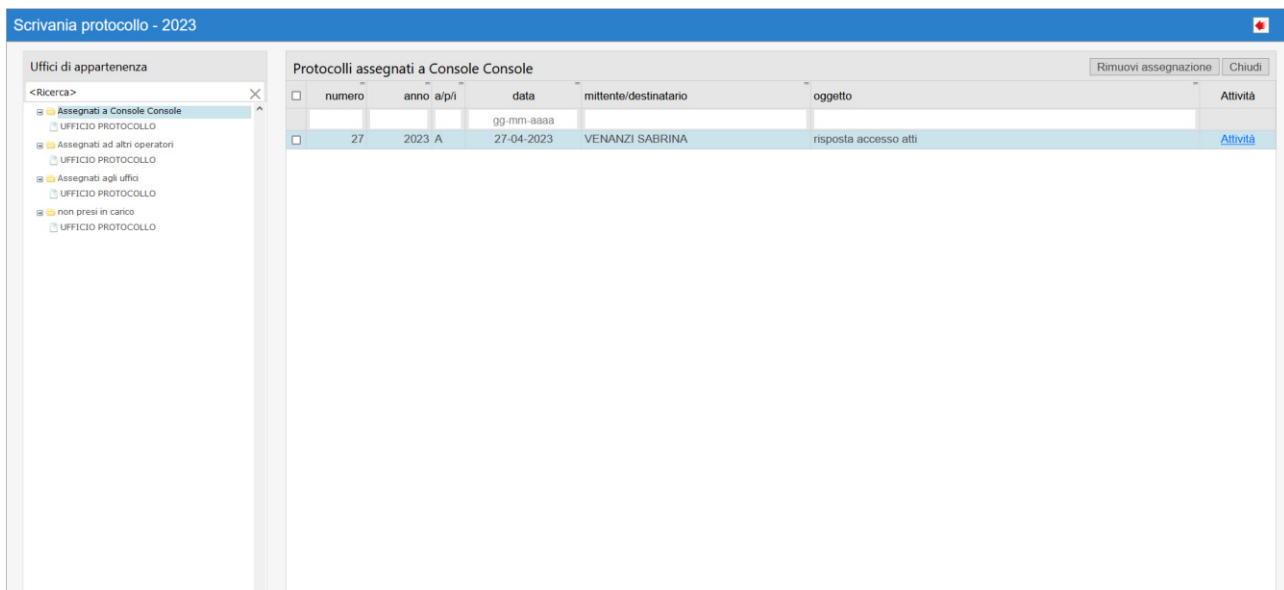 Scrivania protocollo - 2023
Uffici di appartenenza
<Ricerca>
Assegnati a Console Console
UFFICIO PROTOCOLLO
Assegnati ad altri operatori
UFFICIO PROTOCOLLO
Assegnati agli uffici
UFFICIO PROTOCOLLO
non presi in carico
UFFICIO PROTOCOLLO
Protocolli assegnati a Console Console
Rimuovi assegnazione Chiudi
numero anno a/p/i data mittente/destinatario oggetto Attività
gg-mm-aaaa
27 2023 A 27-04-2023 VENANZI SABRINA risposta accesso atti Attività